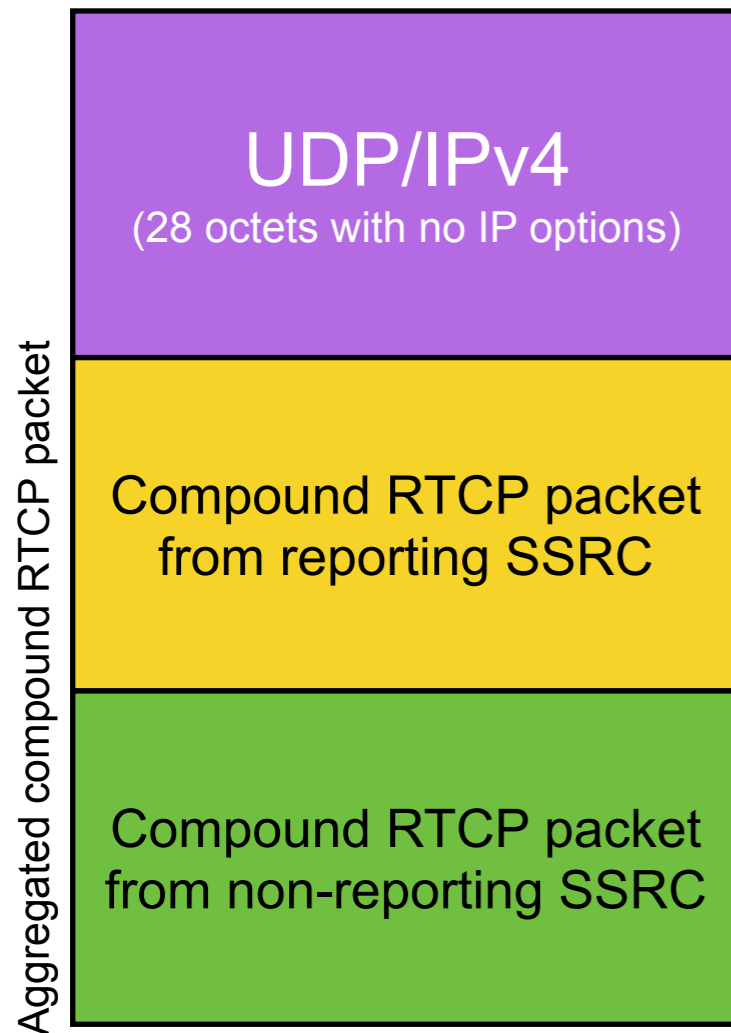 Aggregated compound RTCP packet
UDP/IPv4
(28 octets with no IP options)
Compound RTCP packet
from reporting SSRC
Compound RTCP packet
from non-reporting SSRC